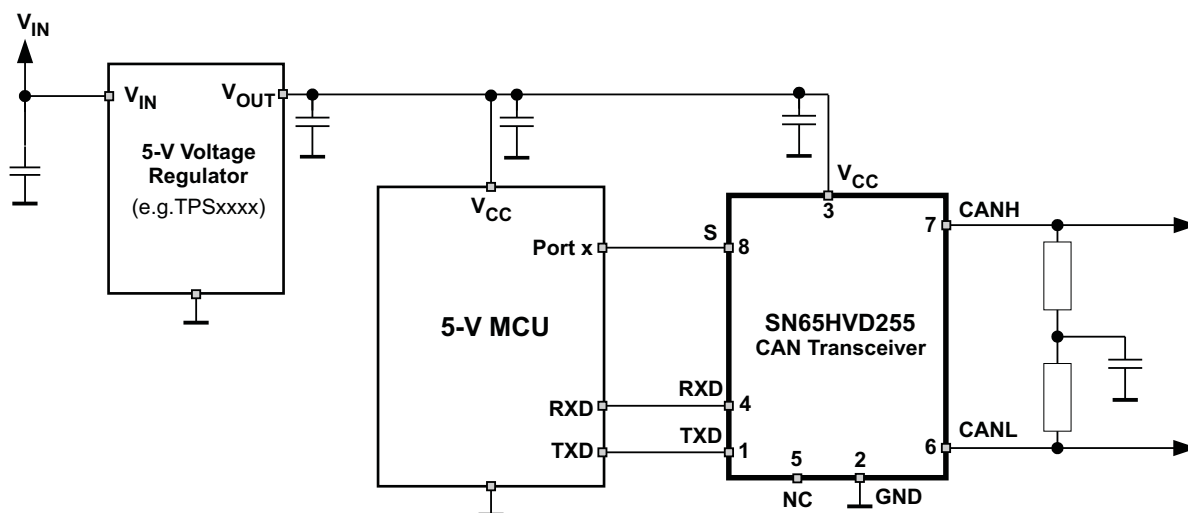 VIN
VIN
VOUT
5-V Voltage
Regulator
(e.g.TPSxxxx)
VCC
Port x
5-V MCU
RXD
TXD
S
RXD
TXD
VCC
3
8
7
SN65HVD255
CAN Transceiver
4
1
6
5
2
NC
GND
CANH
CANL